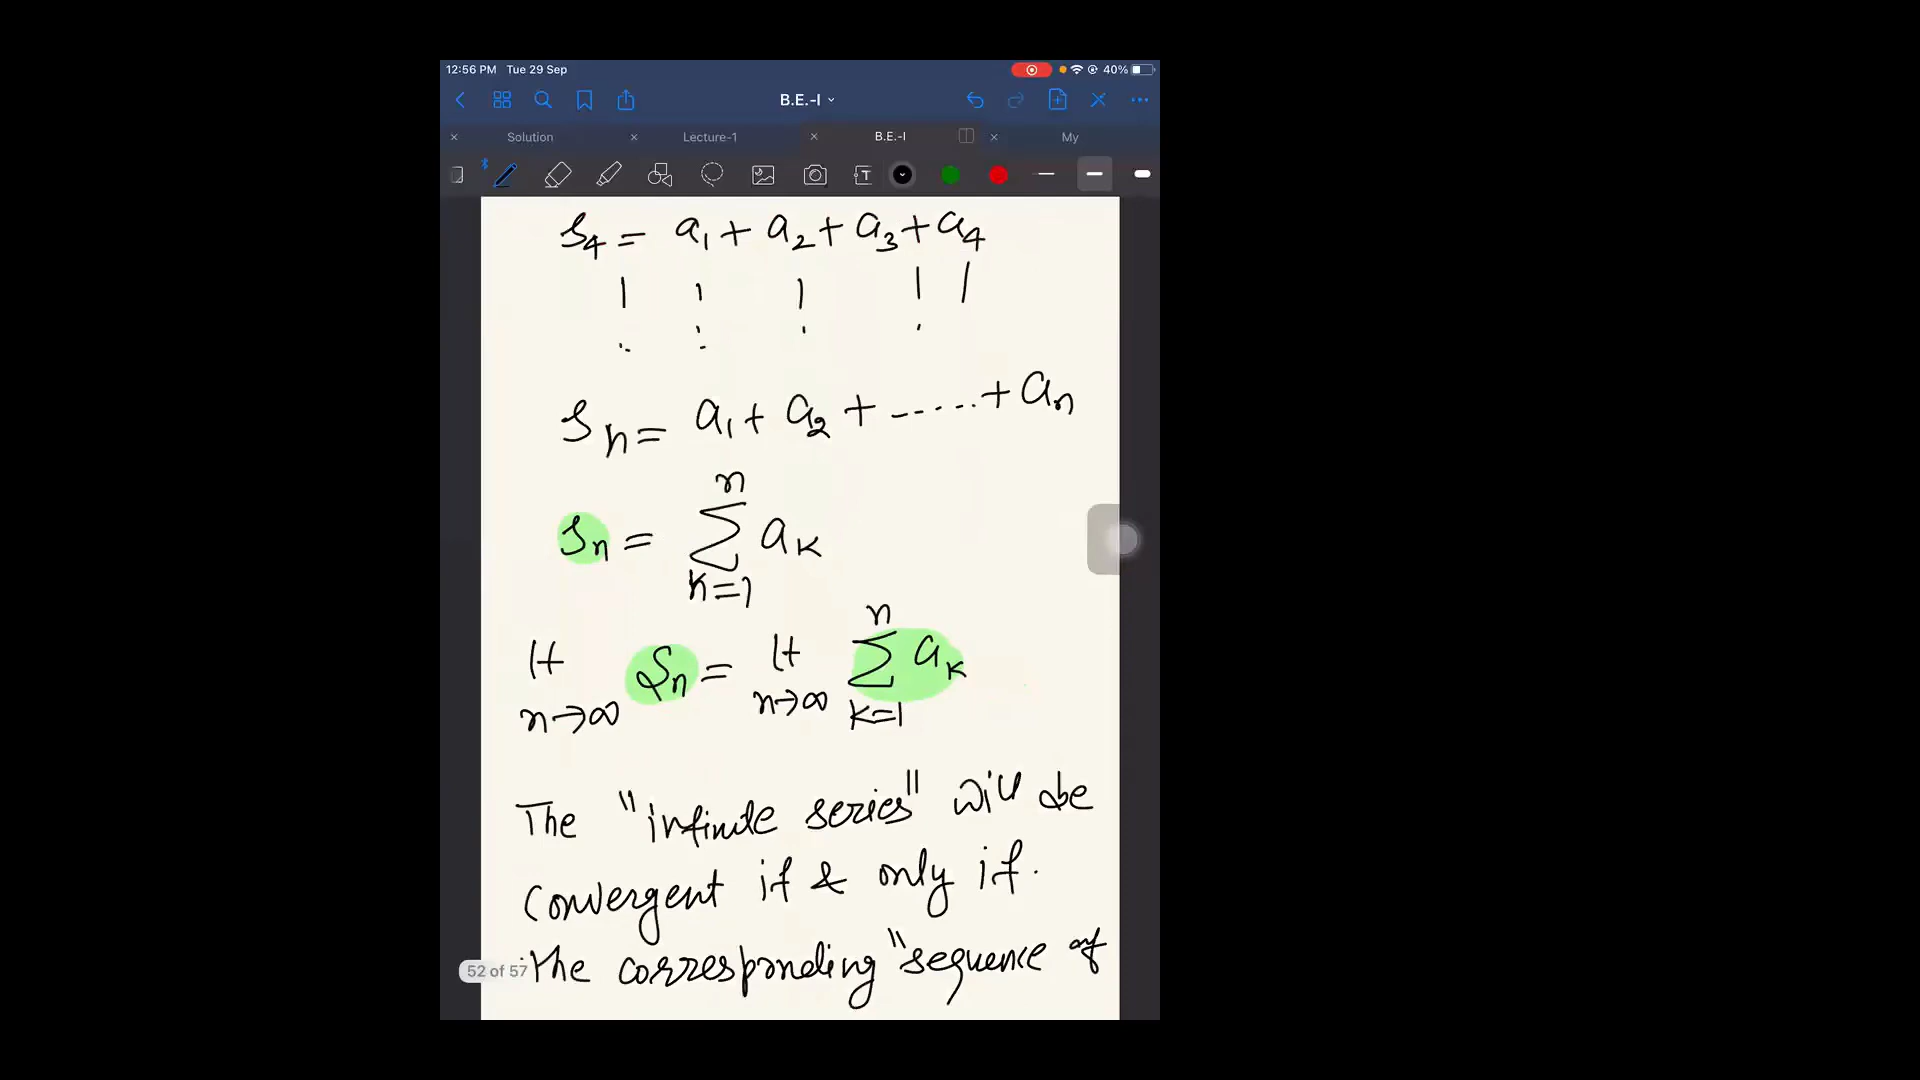 12:56 PM Tue 29 Sep 40%
B.E.-I
Solution Lecture-1 B.E.-I My
T
S₄ = a₁ + a₂ + a₃ + a₄
Sₙ = a₁ + a₂ + ...... + aₙ
n
Sₙ = ∑ aₖ
k=1
n
lt Sₙ = lt ∑ aₖ
n→∞ n→∞ k=1
The "infinite series" will be
convergent if & only if.
the corresponding "sequence of
52 of 57